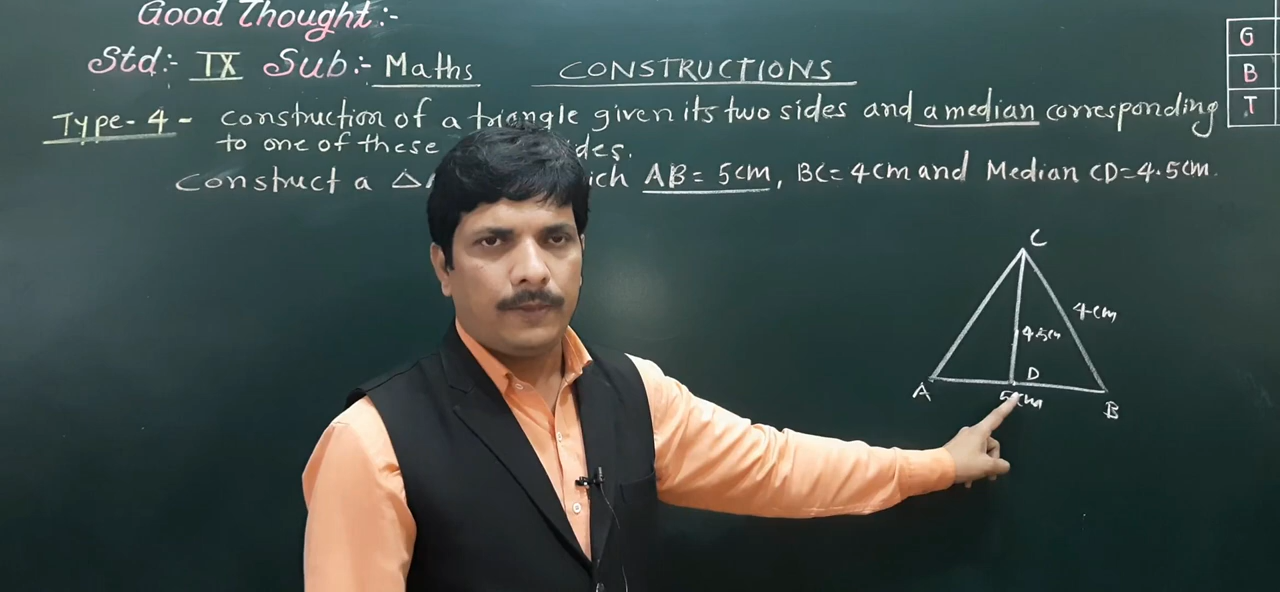 Good Thought:-
Std:- IX Sub:- Maths CONSTRUCTIONS
Type-4- construction of a triangle given its two sides and a median corresponding
to one of these
construct a Δ AB = 5cm, BC = 4cm and Median CD = 4.5cm.
G
B
T
C
4cm
4.5cm
D
A
5cm
B